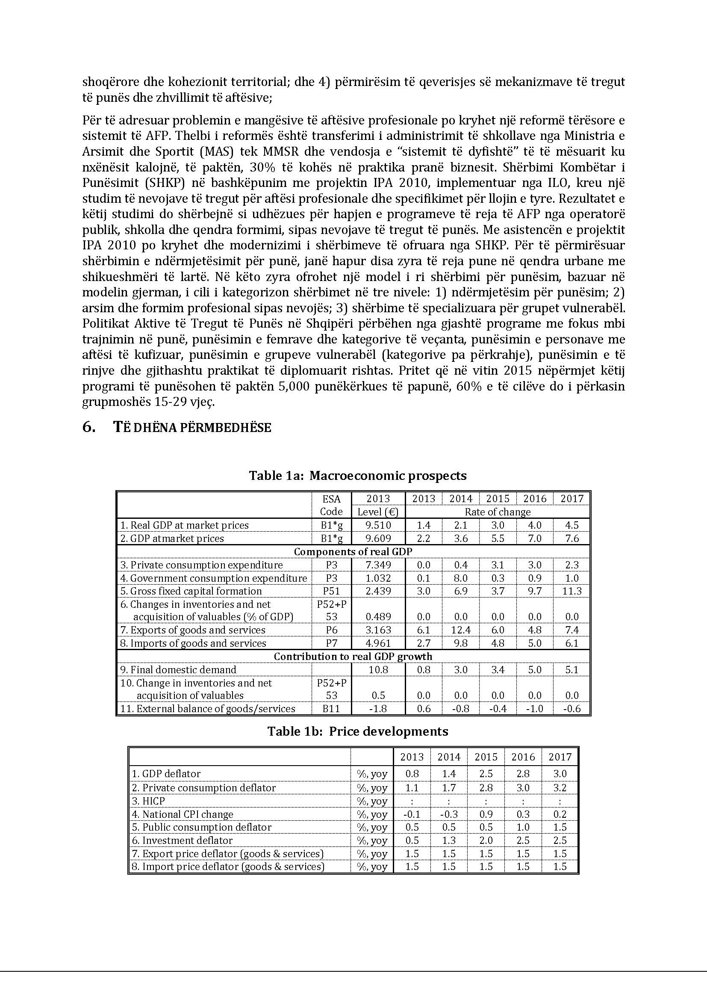 shoqërore dhe kohezionit territorial; dhe 4) përmirësim të qeverisjes së mekanizmave të tregut
të punës dhe zhvillimit të aftësive;
Për të adresuar problemin e mangësive të aftësive profesionale po kryhet një reformë tërësore e
sistemit të AFP. Thelbi i reformës është transferimi i administrimit të shkollave nga Ministria e
Arsimit dhe Sportit (MAS) tek MMSR dhe vendosja e “sistemit të dyfishtë” të të mësuarit ku
nxënësit kalojnë, të paktën, 30% të kohës në praktika pranë biznesit. Shërbimi Kombëtar i
Punësimit (SHKP) në bashkëpunim me projektin IPA 2010, implementuar nga ILO, kreu një
studim të nevojave të tregut për aftësi profesionale dhe specifikimet për llojin e tyre. Rezultatet e
këtij studimi do shërbejnë si udhëzues për hapjen e programeve të reja të AFP nga operatorë
publik, shkolla dhe qendra formimi, sipas nevojave të tregut të punës. Me asistencën e projektit
IPA 2010 po kryhet dhe modernizimi i shërbimeve të ofruara nga SHKP. Për të përmirësuar
shërbimin e ndërmjetësimit për punë, janë hapur disa zyra të reja pune në qendra urbane me
shikueshmëri të lartë. Në këto zyra ofrohet një model i ri shërbimi për punësim, bazuar në
modelin gjerman, i cili i kategorizon shërbimet në tre nivele: 1) ndërmjetësim për punësim; 2)
arsim dhe formim profesional sipas nevojës; 3) shërbime të specializuara për grupet vulnerabël.
Politikat Aktive të Tregut të Punës në Shqipëri përbëhen nga gjashtë programe me fokus mbi
trajnimin në punë, punësimin e femrave dhe kategorive të veçanta, punësimin e personave me
aftësi të kufizuar, punësimin e grupeve vulnerabël (kategorive pa përkrahje), punësimin e të
rinjve dhe gjithashtu praktikat të diplomuarit rishtas. Pritet që në vitin 2015 nëpërmjet këtij
programi të punësohen të paktën 5,000 punëkërkues të papunë, 60% e të cilëve do i përkasin
grupmoshës 15-29 vjeç.
6. TË DHËNA PËRMBEDHËSE
Table 1a: Macroeconomic prospects
ESA 2013 2013 2014 2015 2016 2017
Code Level (€) Rate of change
1. Real GDP at market prices B1*g 9.510 1.4 2.1 3.0 4.0 4.5
2. GDP atmarket prices B1*g 9.609 2.2 3.6 5.5 7.0 7.6
Components of real GDP
3. Private consumption expenditure P3 7.349 0.0 0.4 3.1 3.0 2.3
4. Government consumption expenditure P3 1.032 0.1 8.0 0.3 0.9 1.0
5. Gross fixed capital formation P51 2.439 3.0 6.9 3.7 9.7 11.3
6. Changes in inventories and net P52+P
acquisition of valuables (% of GDP) 53 0.489 0.0 0.0 0.0 0.0 0.0
7. Exports of goods and services P6 3.163 6.1 12.4 6.0 4.8 7.4
8. Imports of goods and services P7 4.961 2.7 9.8 4.8 5.0 6.1
Contribution to real GDP growth
9. Final domestic demand 10.8 0.8 3.0 3.4 5.0 5.1
10. Change in inventories and net P52+P
acquisition of valuables 53 0.5 0.0 0.0 0.0 0.0 0.0
11. External balance of goods/services B11 -1.8 0.6 -0.8 -0.4 -1.0 -0.6
Table 1b: Price developments
2013 2014 2015 2016 2017
1. GDP deflator %, yoy 0.8 1.4 2.5 2.8 3.0
2. Private consumption deflator %, yoy 1.1 1.7 2.8 3.0 3.2
3. HICP %, yoy : : : : :
4. National CPI change %, yoy -0.1 -0.3 0.9 0.3 0.2
5. Public consumption deflator %, yoy 0.5 0.5 0.5 1.0 1.5
6. Investment deflator %, yoy 0.5 1.3 2.0 2.5 2.5
7. Export price deflator (goods & services) %, yoy 1.5 1.5 1.5 1.5 1.5
8. Import price deflator (goods & services) %, yoy 1.5 1.5 1.5 1.5 1.5